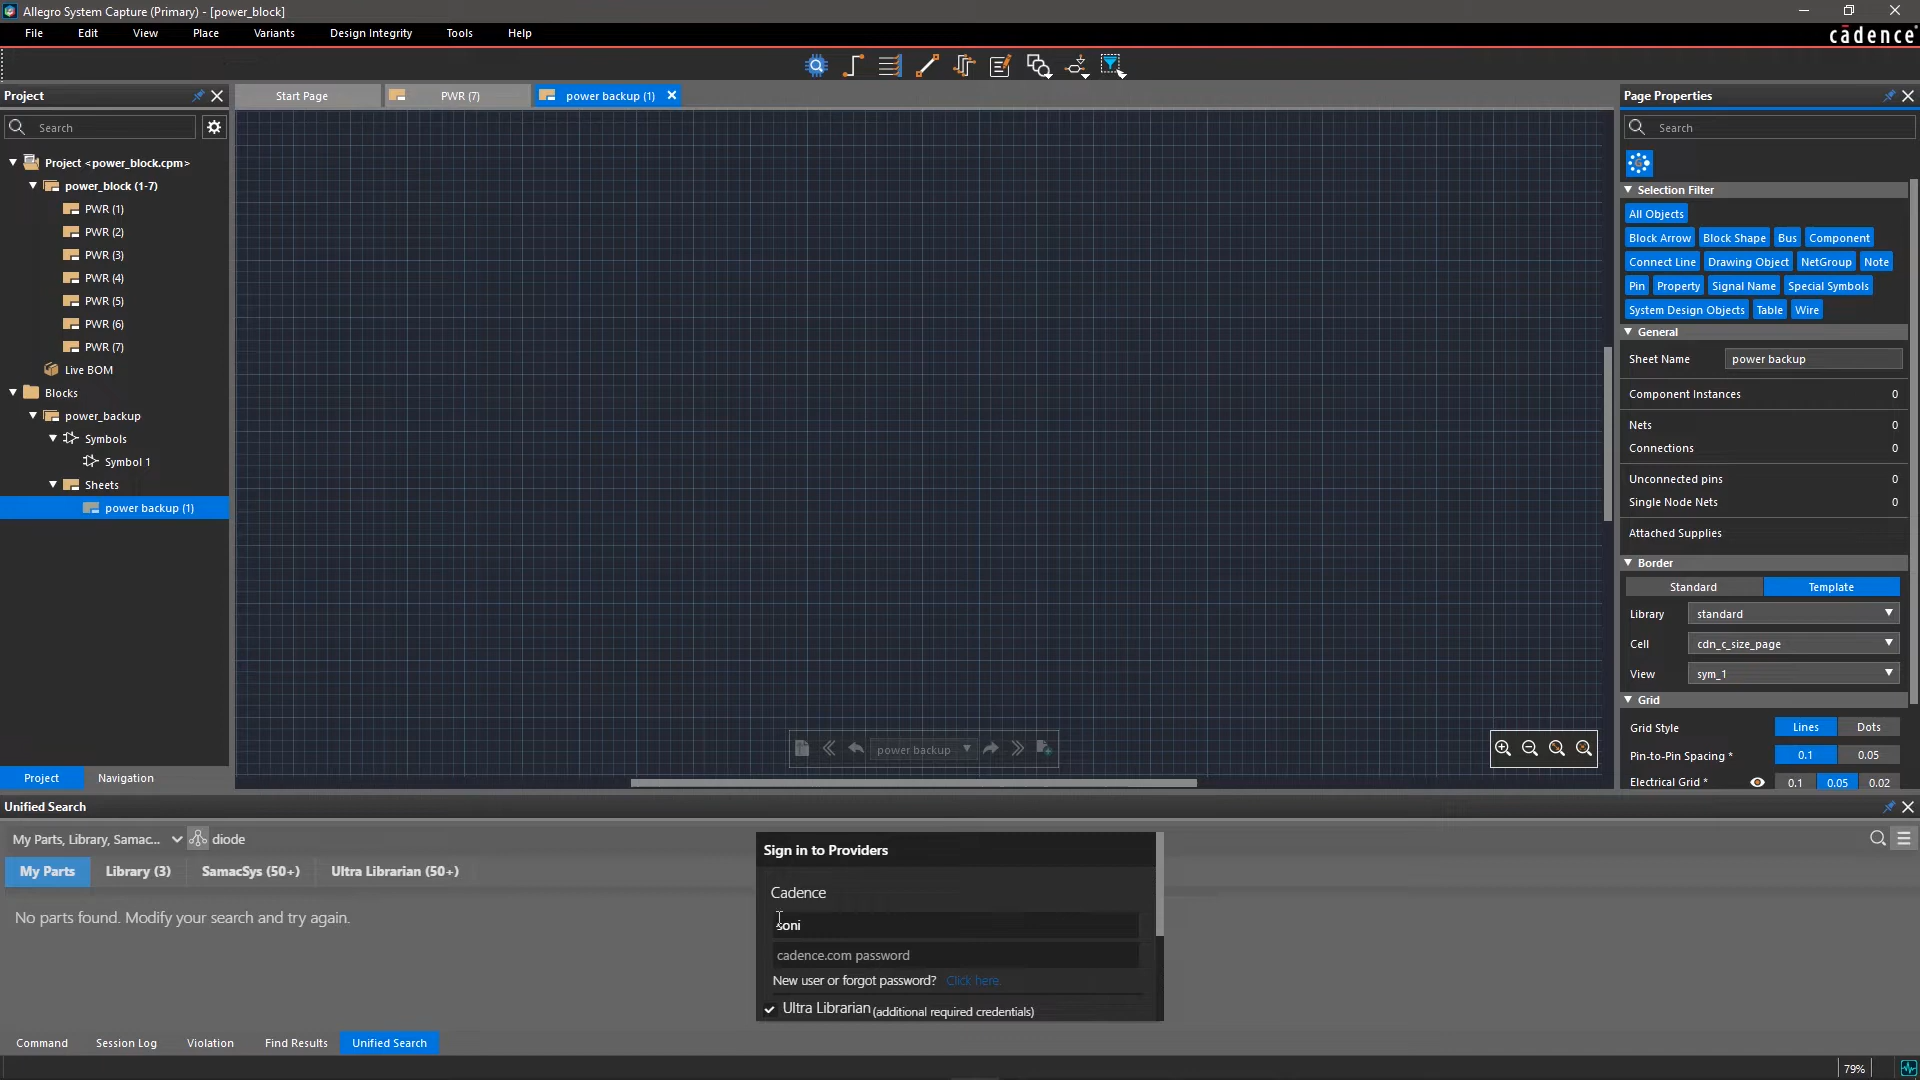 Allegro System Capture (Primary) - [power_block]
File Edit View Place Variants Design Integrity Tools Help
cādence
Project
Search
Project <power_block.cpm>
power_block (1-7)
PWR (1)
PWR (2)
PWR (3)
PWR (4)
PWR (5)
PWR (6)
PWR (7)
Live BOM
Blocks
power_backup
Symbols
Symbol 1
Sheets
power backup (1)
Project Navigation
Start Page PWR (7) power backup (1)
power backup
Page Properties
Search
Selection Filter
All Objects
Block Arrow Block Shape Bus Component
Connect Line Drawing Object NetGroup Note
Pin Property Signal Name Special Symbols
System Design Objects Table Wire
General
Sheet Name power backup
Component Instances 0
Nets 0
Connections 0
Unconnected pins 0
Single Node Nets 0
Attached Supplies
Border
Standard Template
Library standard
Cell cdn_c_size_page
View sym_1
Grid
Grid Style Lines Dots
Pin-to-Pin Spacing * 0.1 0.05
Electrical Grid * 0.1 0.05 0.02
Unified Search
My Parts, Library, Samac... diode
My Parts Library (3) SamacSys (50+) Ultra Librarian (50+)
No parts found. Modify your search and try again.
Sign in to Providers
Cadence
soni
cadence.com password
New user or forgot password? Click here.
Ultra Librarian (additional required credentials)
Command Session Log Violation Find Results Unified Search
79%